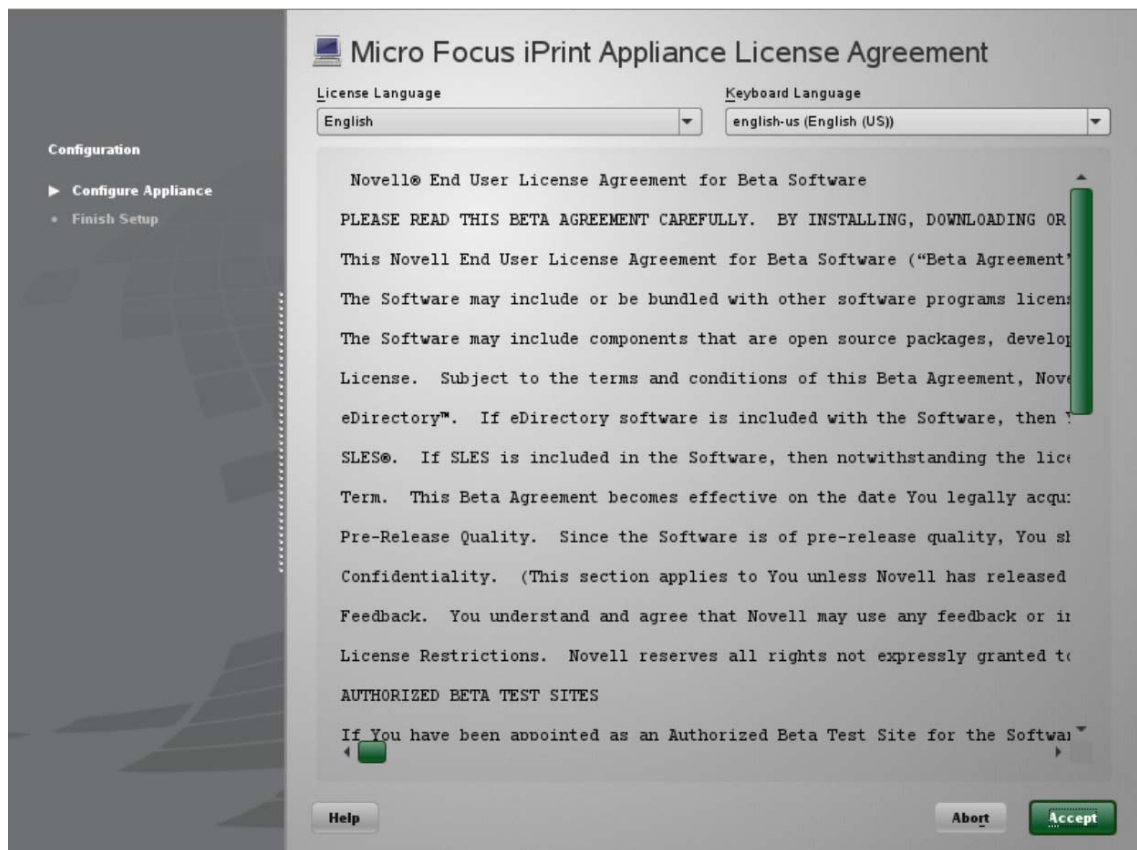 Micro Focus iPrint Appliance License Agreement
License Language
Keyboard Language
English
english-us (English (US))
Configuration
Configure Appliance
Finish Setup
Novell® End User License Agreement for Beta Software
PLEASE READ THIS BETA AGREEMENT CAREFULLY. BY INSTALLING, DOWNLOADING OR
This Novell End User License Agreement for Beta Software (“Beta Agreement”
The Software may include or be bundled with other software programs licens
The Software may include components that are open source packages, develop
License. Subject to the terms and conditions of this Beta Agreement, Nove
eDirectory™. If eDirectory software is included with the Software, then
SLES®. If SLES is included in the Software, then notwithstanding the lice
Term. This Beta Agreement becomes effective on the date You legally acqu
Pre-Release Quality. Since the Software is of pre-release quality, You
Confidentiality. (This section applies to You unless Novell has released
Feedback. You understand and agree that Novell may use any feedback or
License Restrictions. Novell reserves all rights not expressly granted
AUTHORIZED BETA TEST SITES
If You have been appointed as an Authorized Beta Test Site for the Softwar
Help
Abort
Accept